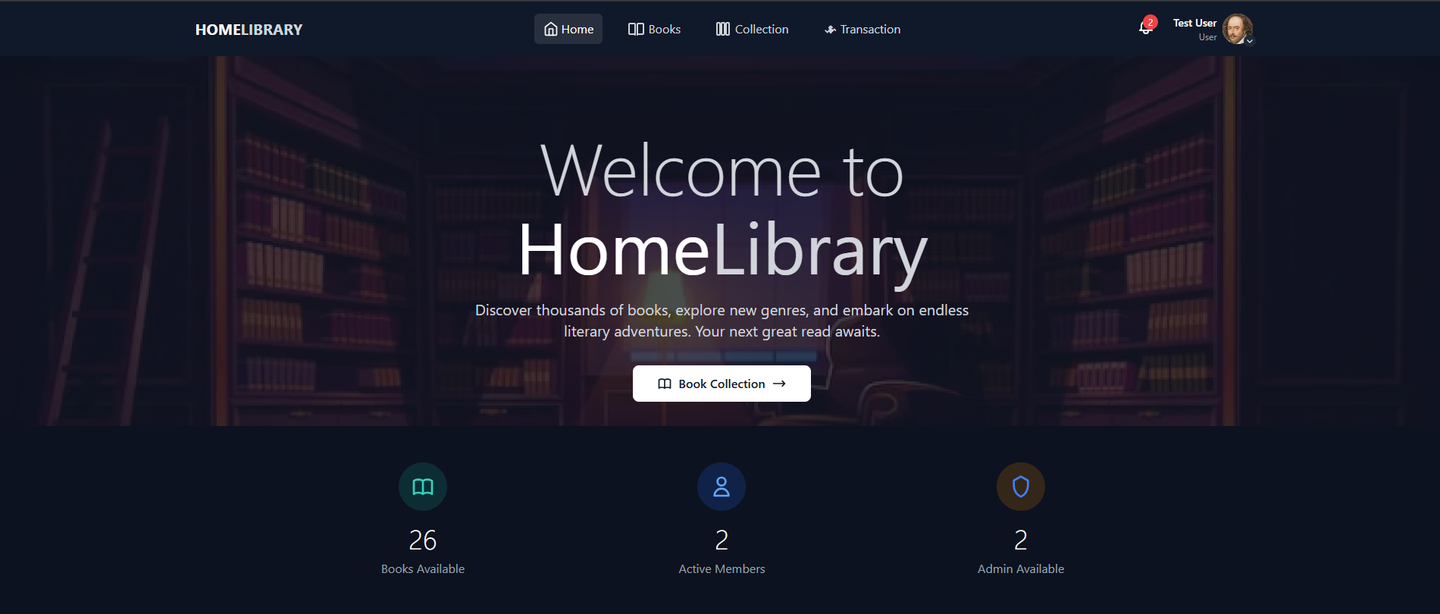 HOMELIBRARY
Home
Books
Collection
Transaction
2
Test User
User
Welcome to
HomeLibrary
Discover thousands of books, explore new genres, and embark on endless
literary adventures. Your next great read awaits.
Book Collection →
26
Books Available
2
Active Members
2
Admin Available